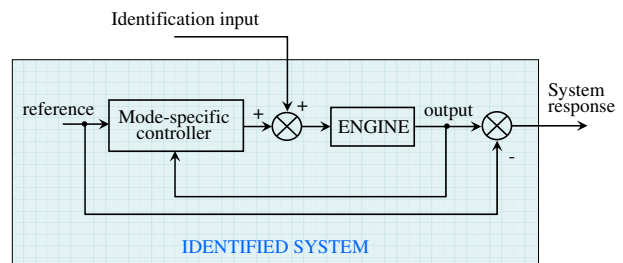 Identification input
System
response
reference
Mode-specific
controller
+
+
ENGINE
output
-
IDENTIFIED SYSTEM